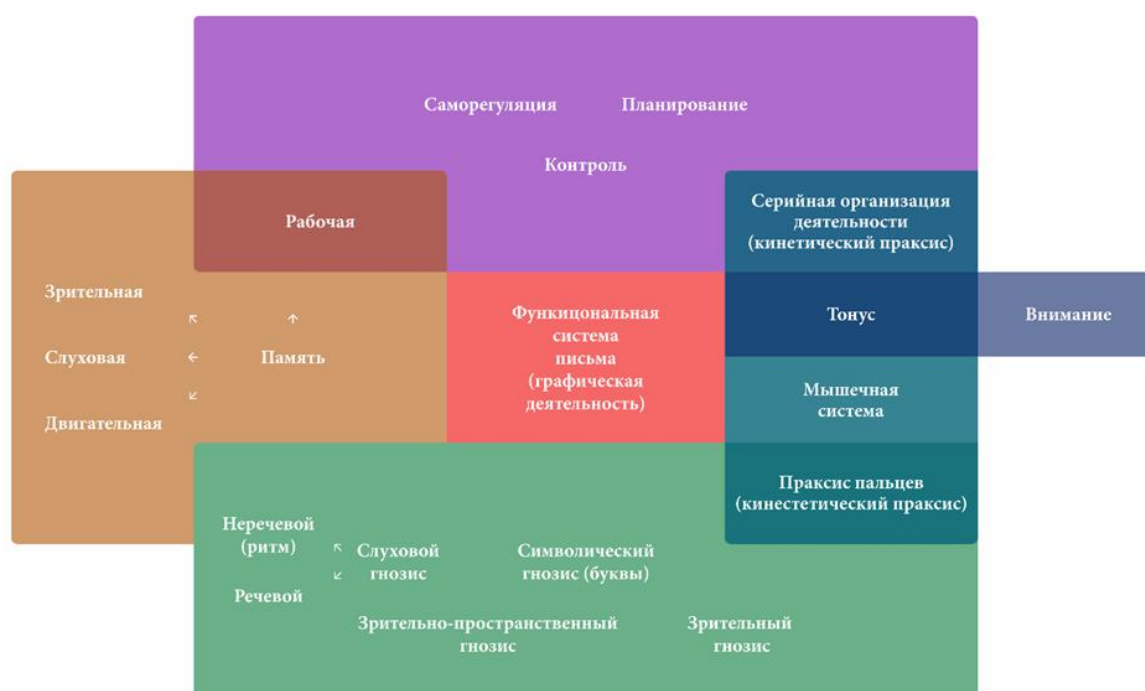 Саморегуляция
Планирование
Контроль
Рабочая
Серийная организация
деятельности
(кинетический праксис)
Зрительная
Слуховая
Двигательная
Память
Функицональная
система
письма
(графическая
деятельность)
Тонус
Внимание
Мышечная
система
Праксис пальцев
(кинестетический праксис)
Неречевой
(ритм)
Речевой
Слуховой
гнозис
Символический
гнозис (буквы)
Зрительно-пространственный
гнозис
Зрительный
гнозис